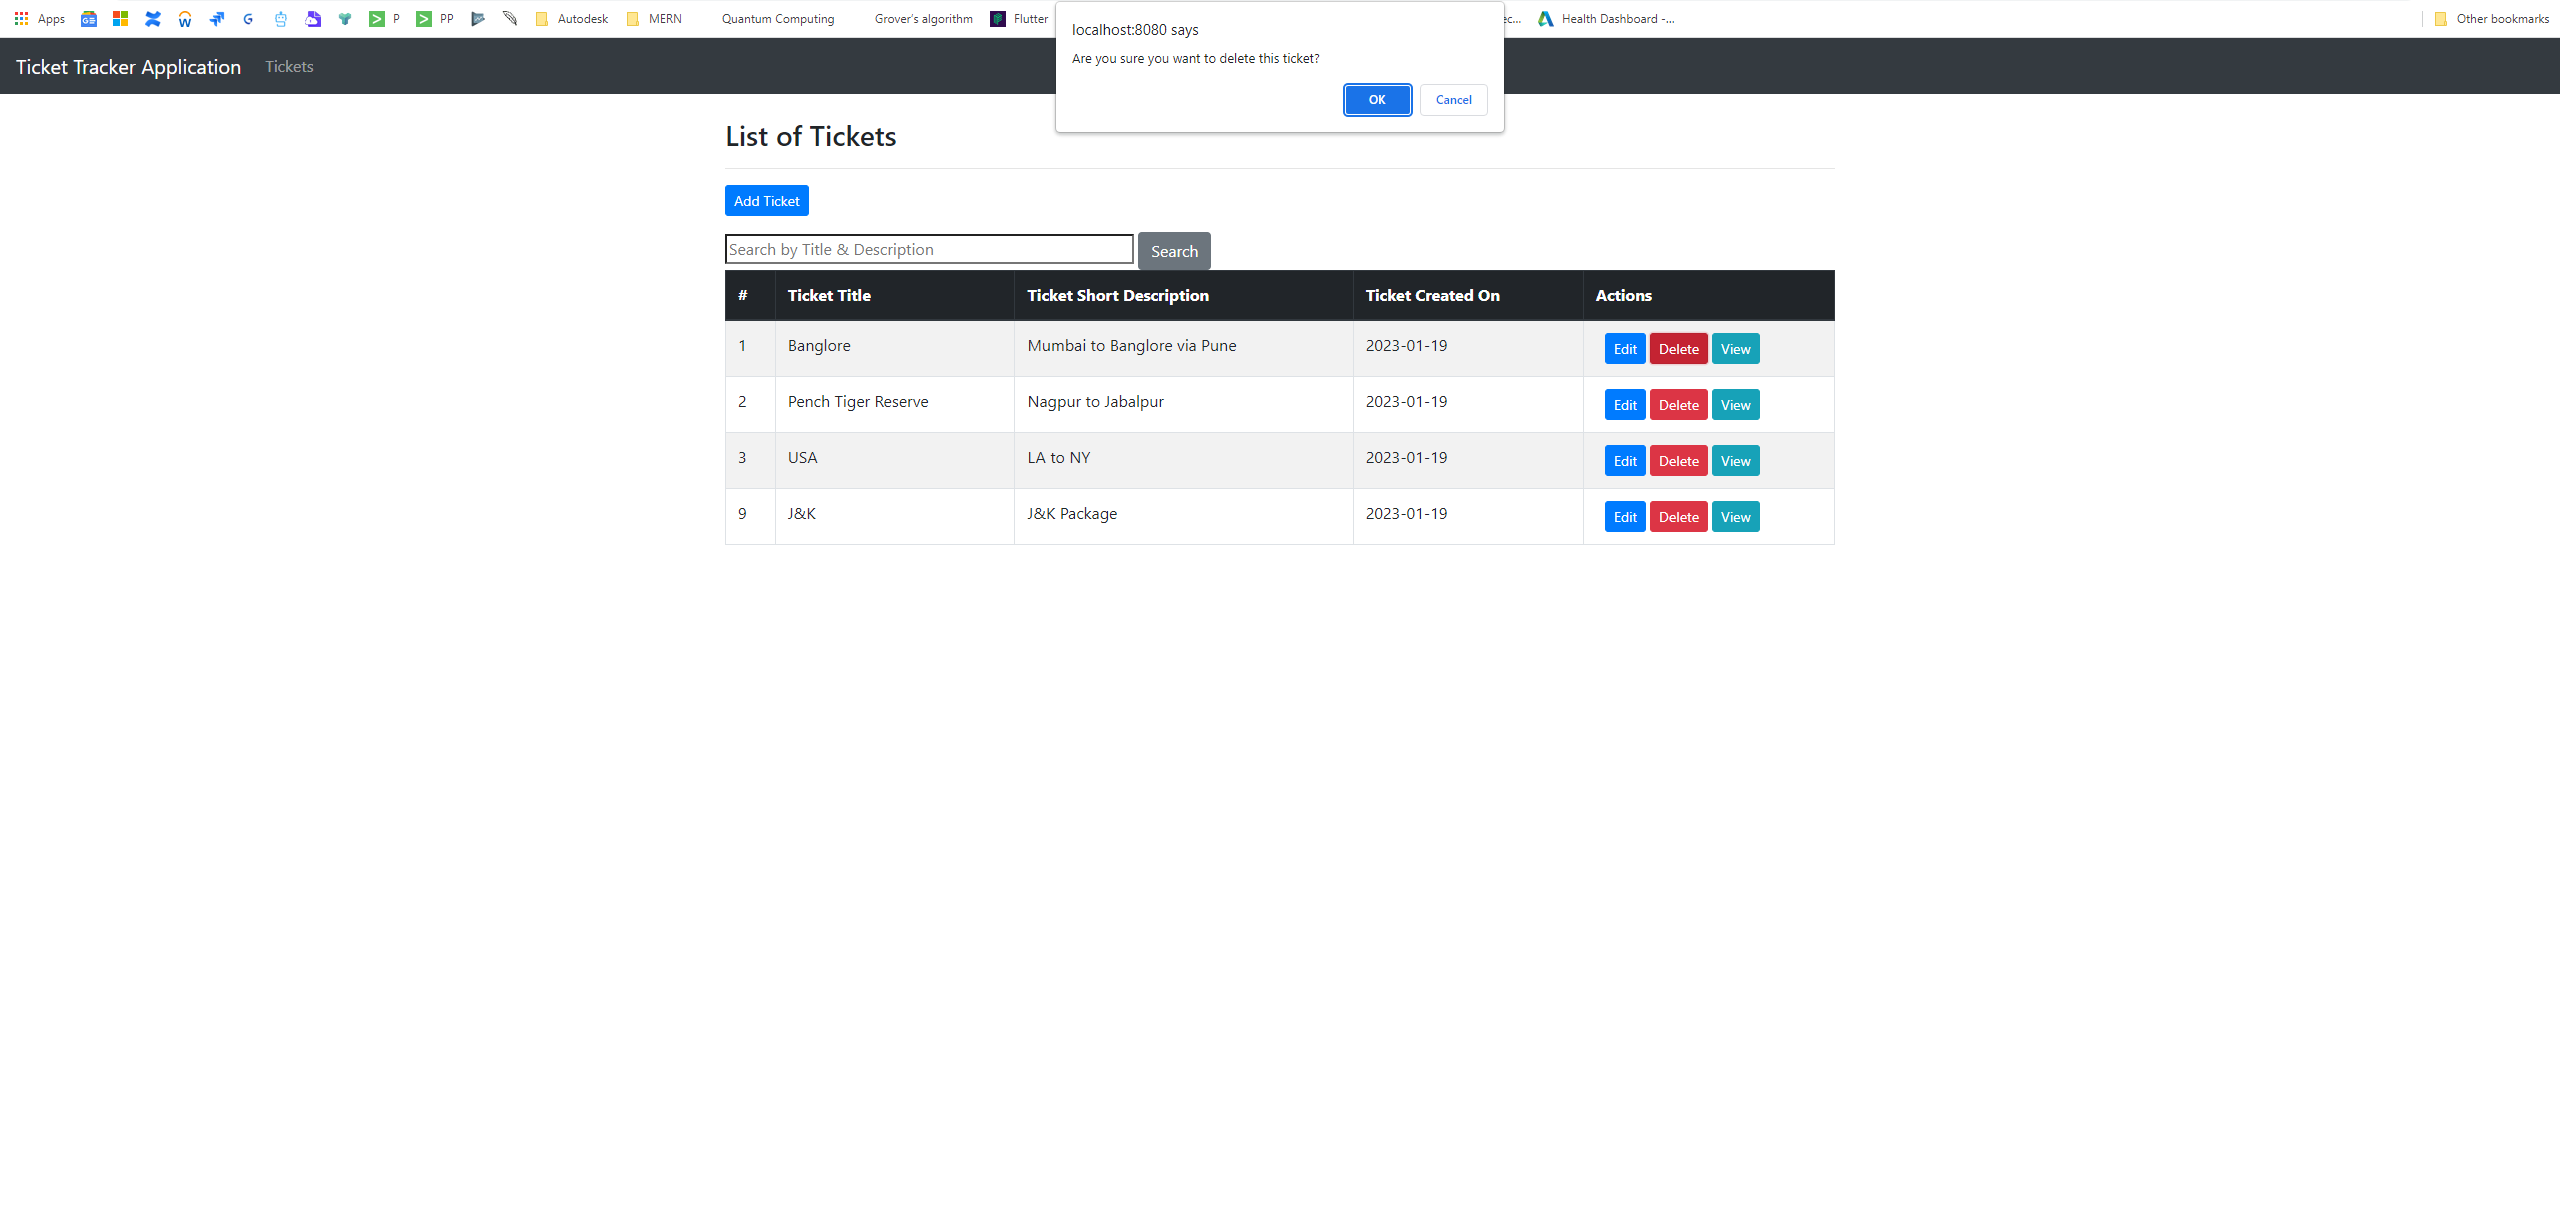 Apps P PP Autodesk MERN Quantum Computing Grover's algorithm Flutter ec... Health Dashboard -... Other bookmarks
localhost:8080 says
Are you sure you want to delete this ticket?
OK Cancel
Ticket Tracker Application Tickets
List of Tickets
Add Ticket
Search by Title & Description Search
# Ticket Title Ticket Short Description Ticket Created On Actions
1 Banglore Mumbai to Banglore via Pune 2023-01-19 Edit Delete View
2 Pench Tiger Reserve Nagpur to Jabalpur 2023-01-19 Edit Delete View
3 USA LA to NY 2023-01-19 Edit Delete View
9 J&K J&K Package 2023-01-19 Edit Delete View